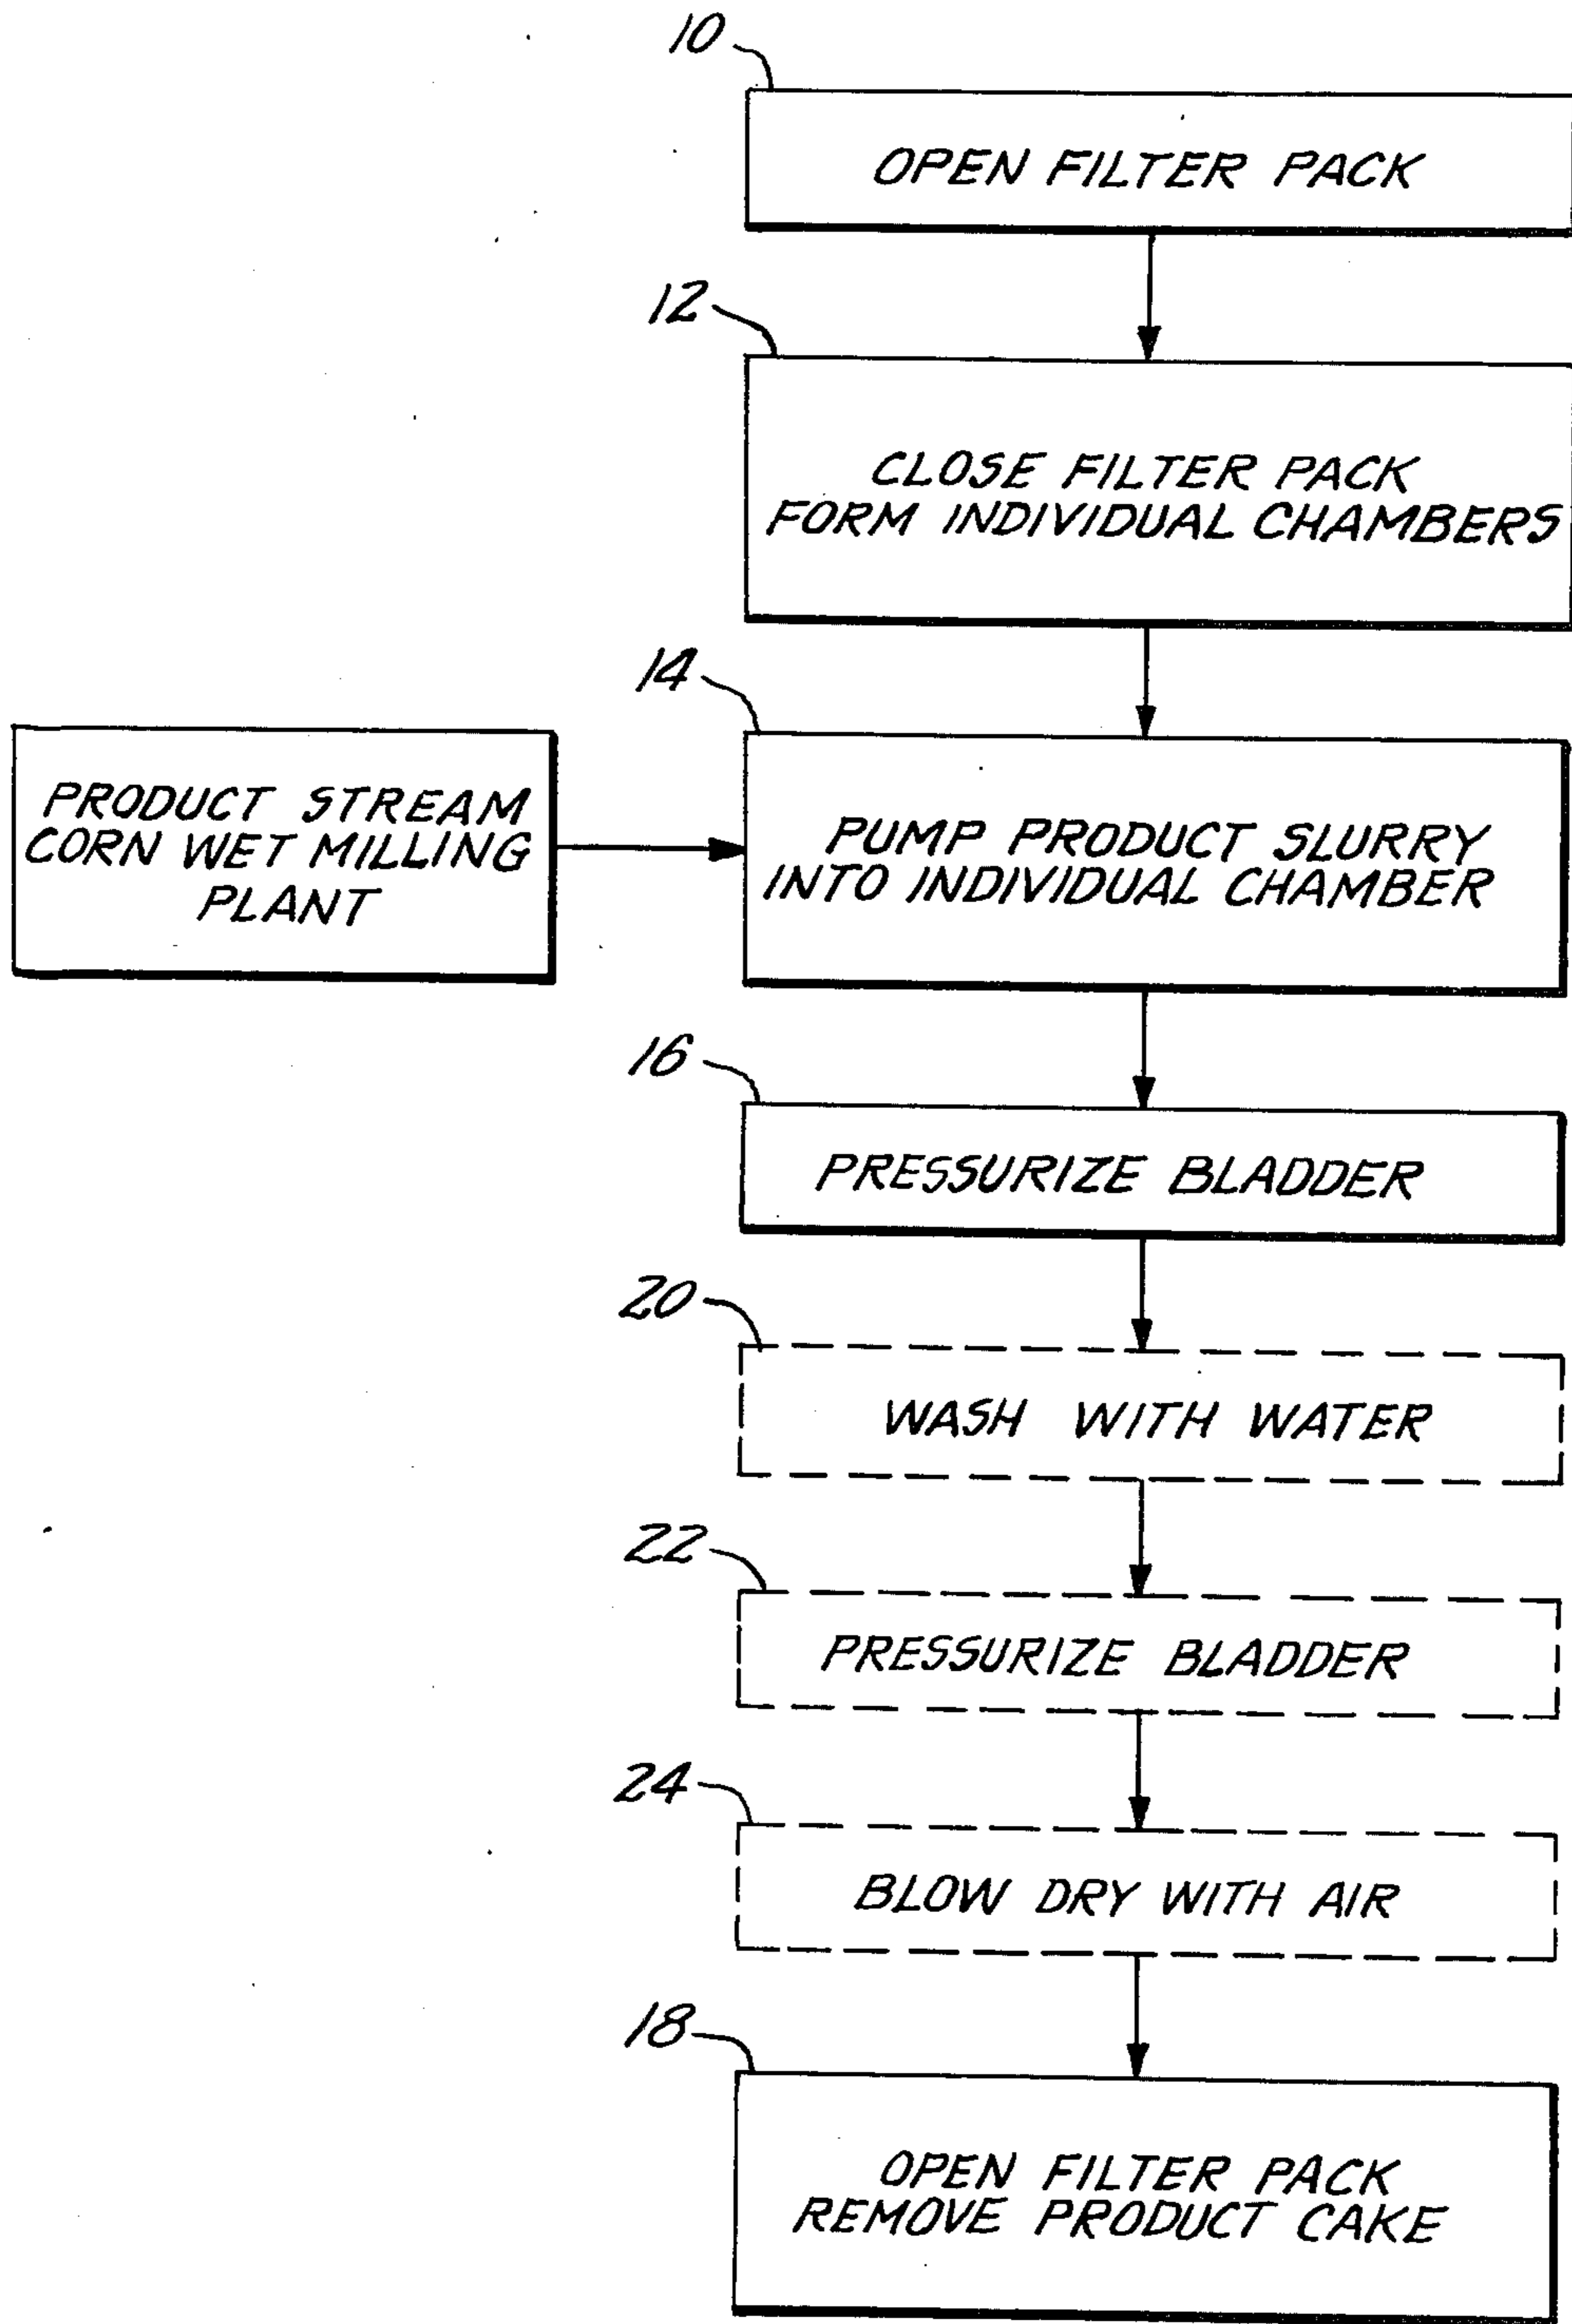 10
OPEN FILTER PACK
12
CLOSE FILTER PACK
FORM INDIVIDUAL CHAMBERS
14
PRODUCT STREAM
CORN WET MILLING
PLANT
PUMP PRODUCT SLURRY
INTO INDIVIDUAL CHAMBER
16
PRESSURIZE BLADDER
20
WASH WITH WATER
22
PRESSURIZE BLADDER
24
BLOW DRY WITH AIR
18
OPEN FILTER PACK
REMOVE PRODUCT CAKE